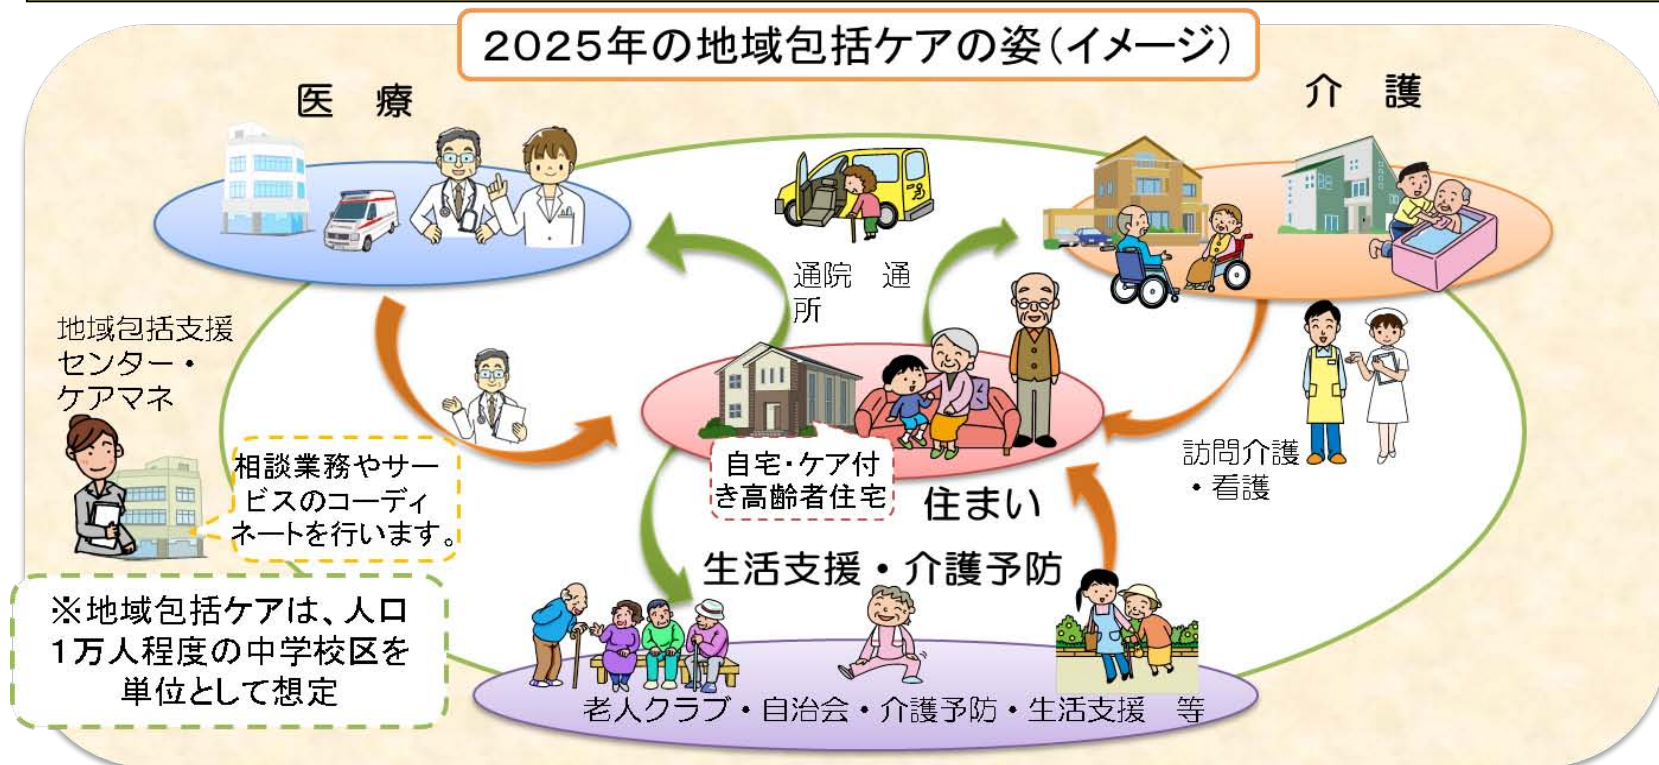 2025年の地域包括ケアの姿(イメージ)
医 療
介 護
通院 通
所
地域包括支援
センター・
ケアマネ
相談業務やサー
ビスのコーディ
ネートを行います。
自宅・ケア付
き高齢者住宅
住まい
訪問介護
・看護
生活支援・介護予防
※地域包括ケアは、人口
1万人程度の中学校区を
単位として想定
老人クラブ・自治会・介護予防・生活支援 等